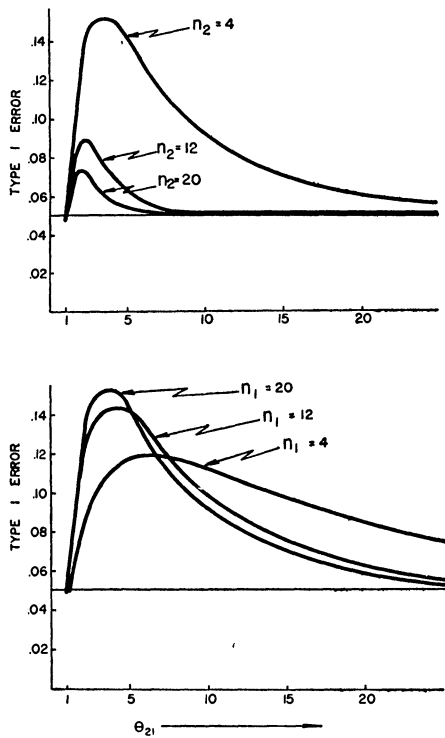 TYPE I ERROR
.14
.12
.10
.08
.06
.04
.02
n2 = 4
n2 = 12
n2 = 20
1
5
10
15
20
TYPE I ERROR
.14
.12
.10
.08
.06
.04
.02
n1 = 20
n1 = 12
n1 = 4
1
5
10
15
20
Θ21